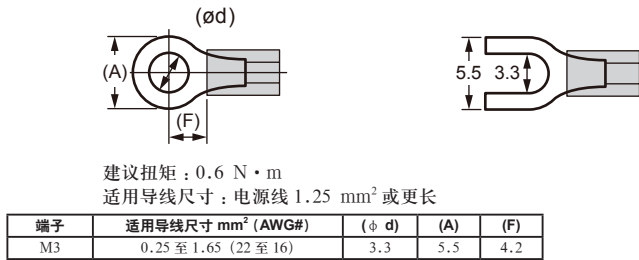 (ød)
(A)
(F)
5.5 3.3
建议扭矩：0.6 N・m
适用导线尺寸：电源线 1.25 mm² 或更长
端子 适用导线尺寸 mm² (AWG#) (φ d) (A) (F)
M3 0.25 至 1.65 (22 至 16) 3.3 5.5 4.2